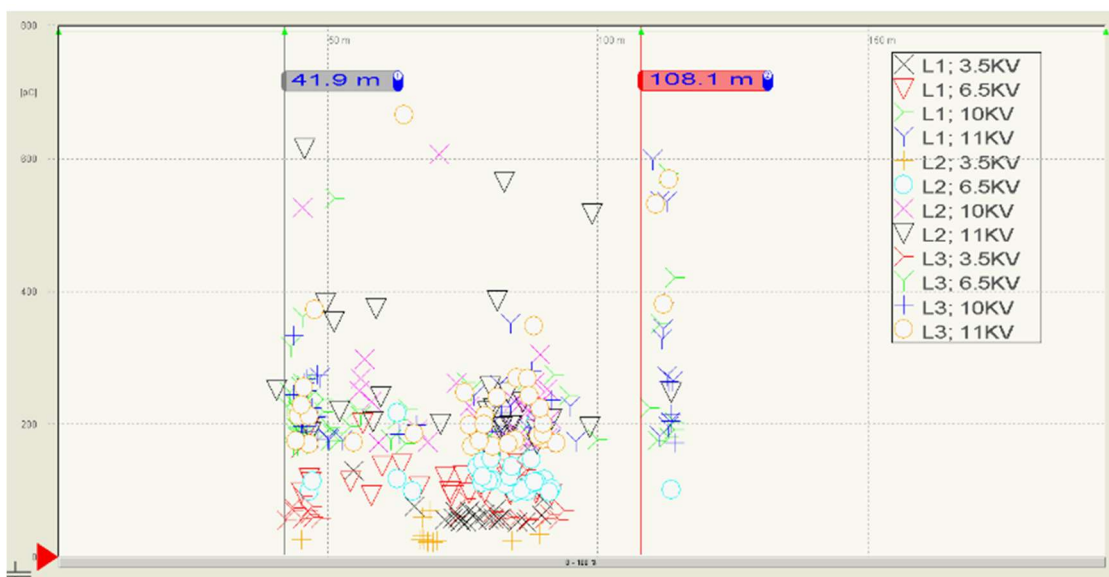 800
50 m
100 m
150 m
[pC]
41.9 m
108.1 m
600
400
200
0
L1; 3.5KV
L1; 6.5KV
L1; 10KV
L1; 11KV
L2; 3.5KV
L2; 6.5KV
L2; 10KV
L2; 11KV
L3; 3.5KV
L3; 6.5KV
L3; 10KV
L3; 11KV